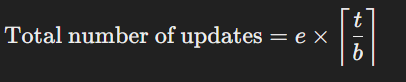 Total number of updates = e × ⌈t/b⌉